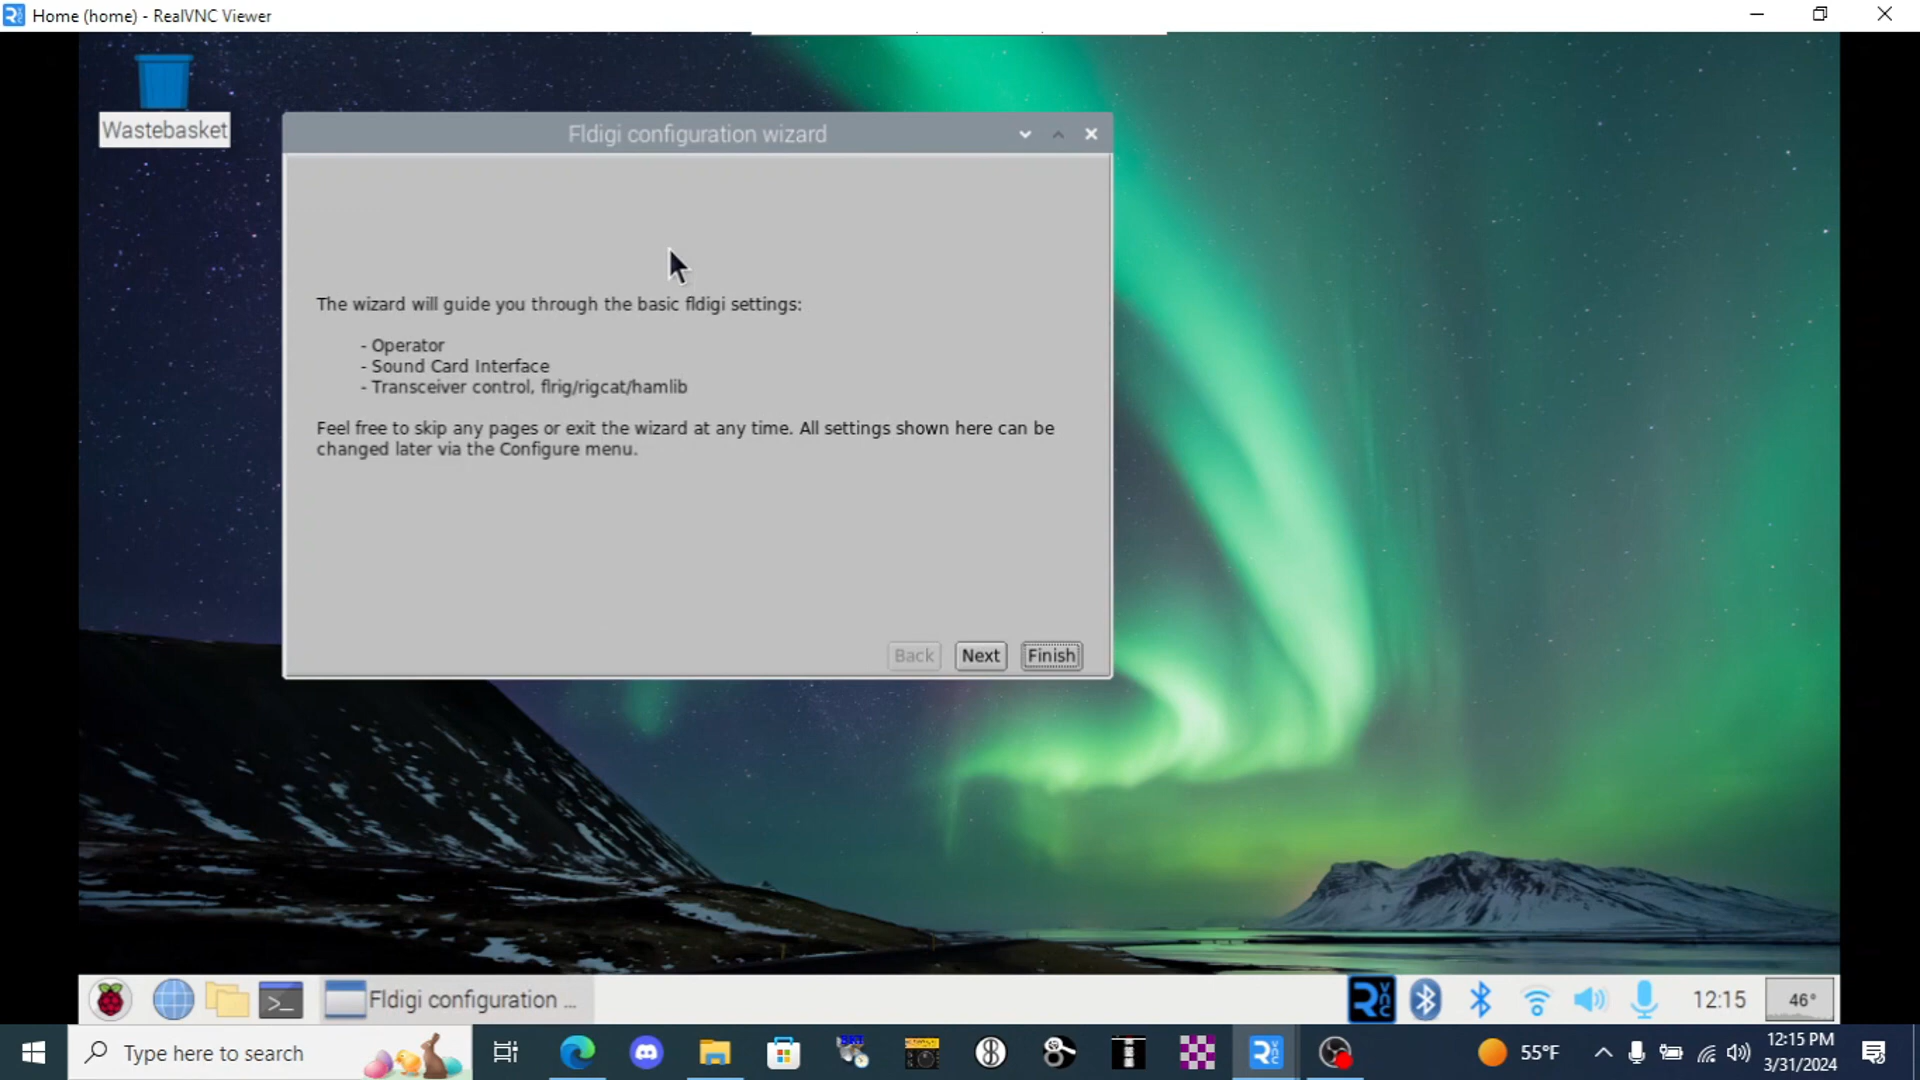 Home (home) - RealVNC Viewer
Wastebasket
Fldigi configuration wizard
The wizard will guide you through the basic fldigi settings:
- Operator
- Sound Card Interface
- Transceiver control, flrig/rigcat/hamlib
Feel free to skip any pages or exit the wizard at any time. All settings shown here can be
changed later via the Configure menu.
Back Next Finish
Fldigi configuration ... 12:15 46°
Type here to search 55°F 12:15 PM
3/31/2024